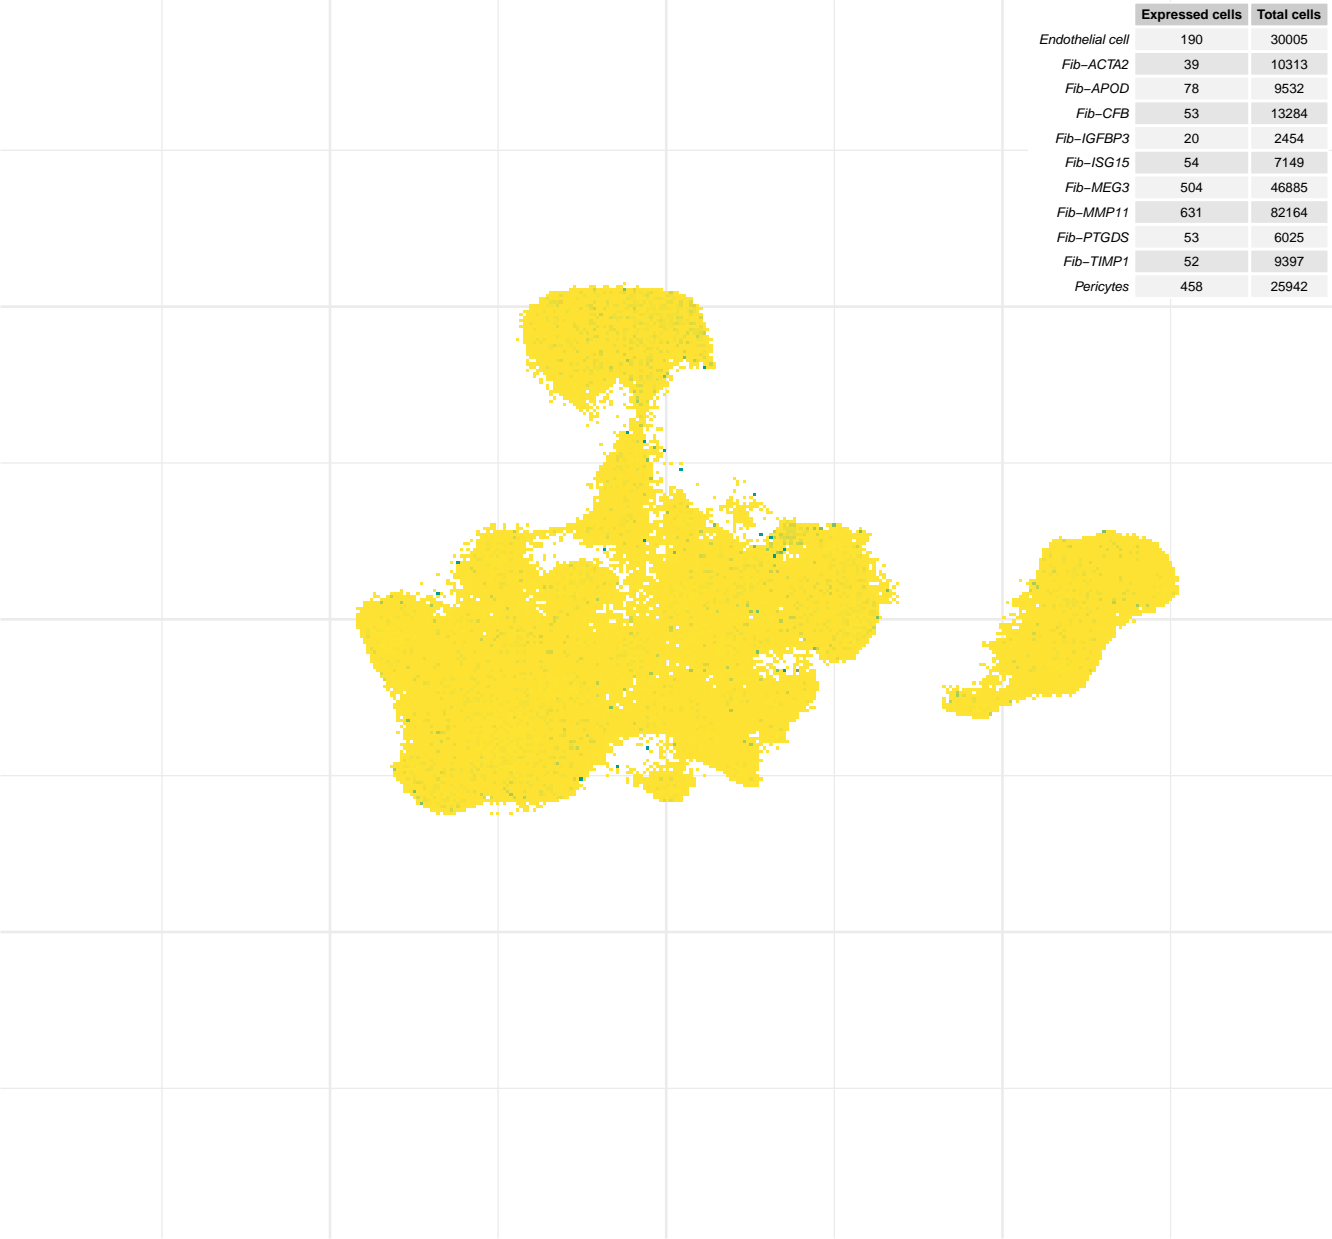 Expressed cells Total cells
Endothelial cell 190 30005
Fib−ACTA2 39 10313
Fib−APOD 78 9532
Fib−CFB 53 13284
Fib−IGFBP3 20 2454
Fib−ISG15 54 7149
Fib−MEG3 504 46885
Fib−MMP11 631 82164
Fib−PTGDS 53 6025
Fib−TIMP1 52 9397
Pericytes 458 25942